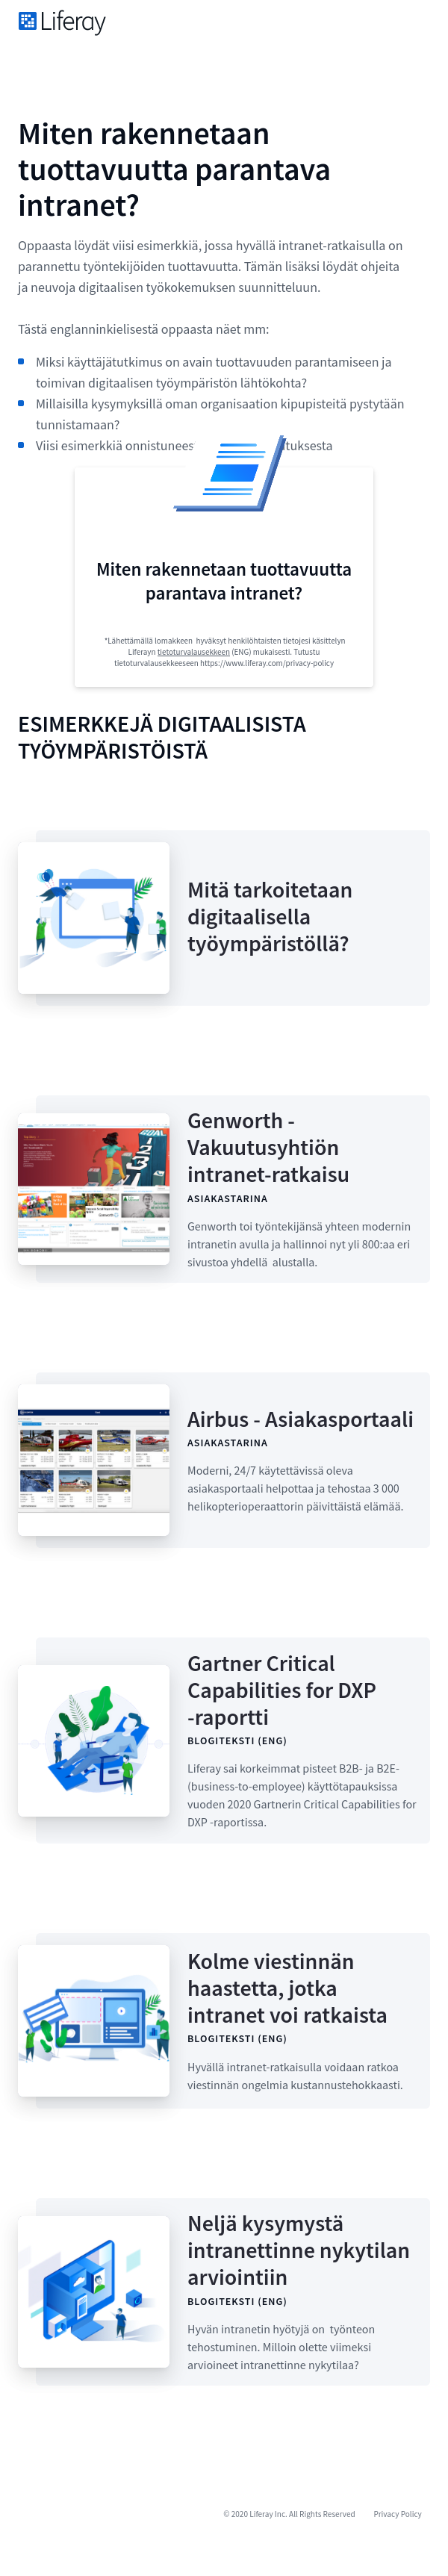 Liferay
Miten rakennetaan
tuottavuutta parantava
intranet?
Oppaasta löydät viisi esimerkkiä, jossa hyvällä intranet-ratkaisulla on
parannettu työntekijöiden tuottavuutta. Tämän lisäksi löydät ohjeita
ja neuvoja digitaalisen työkokemuksen suunnitteluun.
Tästä englanninkielisestä oppaasta näet mm:
Miksi käyttäjätutkimus on avain tuottavuuden parantamiseen ja
toimivan digitaalisen työympäristön lähtökohta?
Millaisilla kysymyksillä oman organisaation kipupisteitä pystytään
tunnistamaan?
Viisi esimerkkiä
Miten rakennetaan tuottavuutta
parantava intranet?
*Lähettämällä lomakkeen hyväksyt henkilöhtaisten tietojesi käsittelyn
Liferayn tietoturvalausekkeen (ENG) mukaisesti. Tutustu
tietoturvalausekkeeseen https://www.liferay.com/privacy-policy
ESIMERKKEJÄ DIGITAALISISTA
TYÖYMPÄRISTÖISTÄ
Mitä tarkoitetaan
digitaalisella
työympäristöllä?
Genworth -
Vakuutusyhtiön
intranet-ratkaisu
ASIAKASTARINA
Genworth toi työntekijänsä yhteen modernin
intranetin avulla ja hallinnoi nyt yli 800:aa eri
sivustoa yhdellä alustalla.
Airbus - Asiakasportaali
ASIAKASTARINA
Moderni, 24/7 käytettävissä oleva
asiakasportaali helpottaa ja tehostaa 3 000
helikopterioperaattorin päivittäistä elämää.
Gartner Critical
Capabilities for DXP
-raportti
BLOGITEKSTI (ENG)
Liferay sai korkeimmat pisteet B2B- ja B2E-
(business-to-employee) käyttötapauksissa
vuoden 2020 Gartnerin Critical Capabilities for
DXP -raportissa.
Kolme viestinnän
haastetta, jotka
intranet voi ratkaista
BLOGITEKSTI (ENG)
Hyvällä intranet-ratkaisulla voidaan ratkoa
viestinnän ongelmia kustannustehokkaasti.
Neljä kysymystä
intranettinne nykytilan
arviointiin
BLOGITEKSTI (ENG)
Hyvän intranetin hyötyjä on työnteon
tehostuminen. Milloin olette viimeksi
arvioineet intranettinne nykytilaa?
© 2020 Liferay Inc. All Rights Reserved Privacy Policy